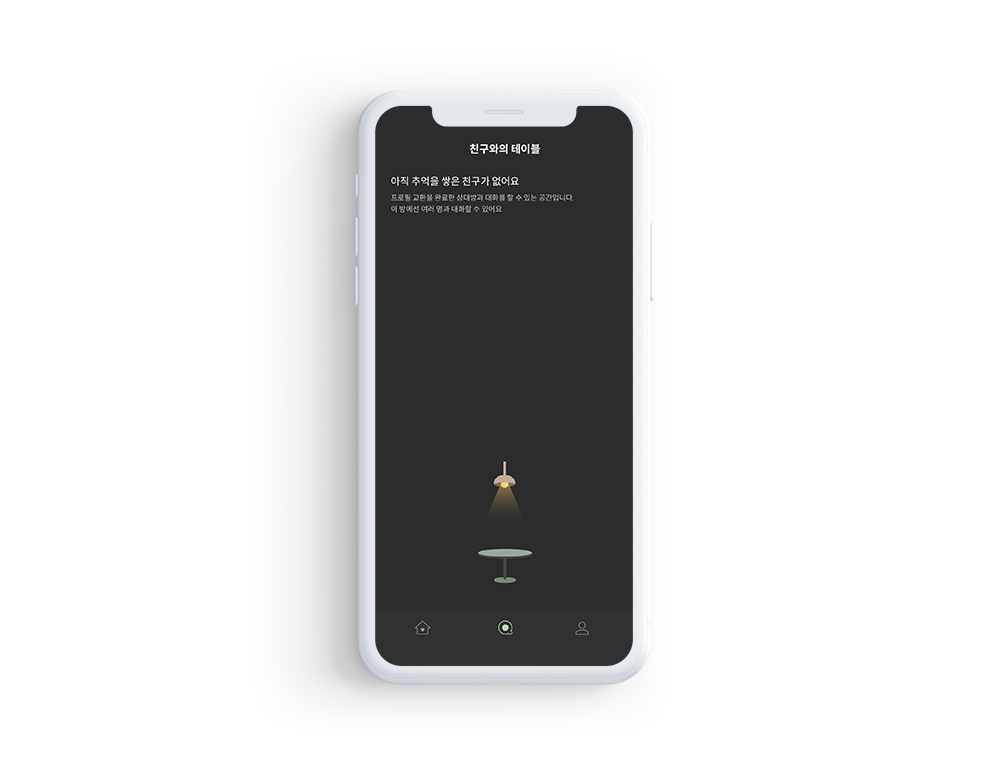 친구와의 테이블
아직 추억을 쌓은 친구가 없어요
프로필 교환을 완료한 상대방과 대화를 할 수 있는 공간입니다.
이 방에선 여러 명과 대화할 수 있어요